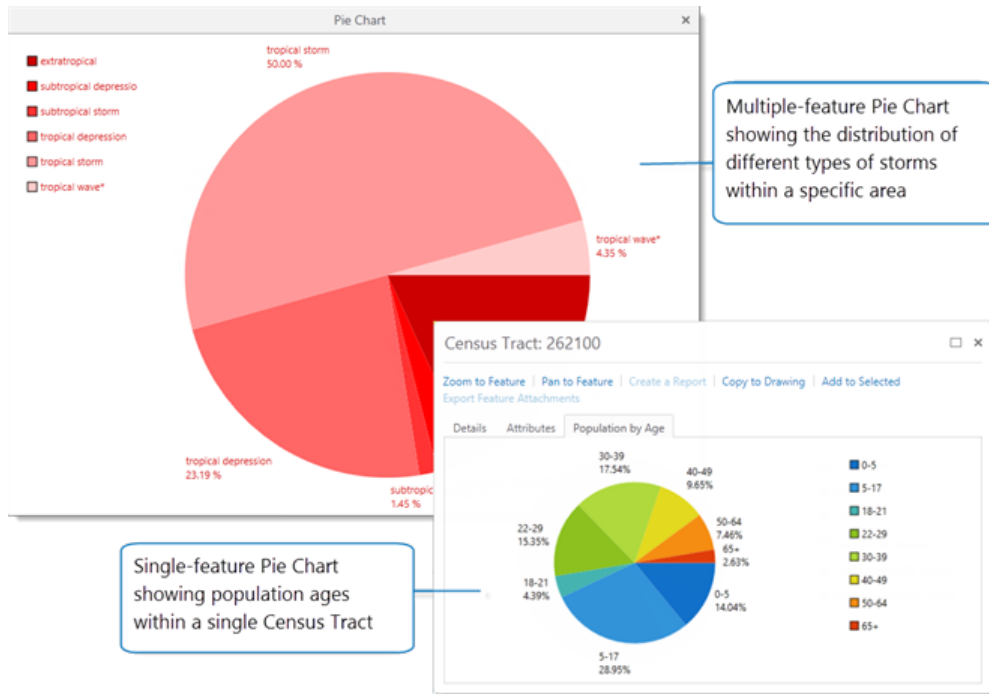 Pie Chart
extratropical
subtropical depressio
subtropical storm
tropical depression
tropical storm
tropical wave*
tropical storm
50.00 %
tropical wave*
4.35 %
tropical depression
23.19 %
subtropic
1.45 %
Multiple-feature Pie Chart
showing the distribution of
different types of storms
within a specific area
Census Tract: 262100
Zoom to Feature | Pan to Feature | Create a Report | Copy to Drawing | Add to Selected
Export Feature Attachments
Details Attributes Population by Age
30-39
17.54%
40-49
9.65%
50-64
7.46%
65+
2.63%
0-5
14.04%
5-17
28.95%
18-21
4.39%
22-29
15.35%
0-5
5-17
18-21
22-29
30-39
40-49
50-64
65+
Single-feature Pie Chart
showing population ages
within a single Census Tract